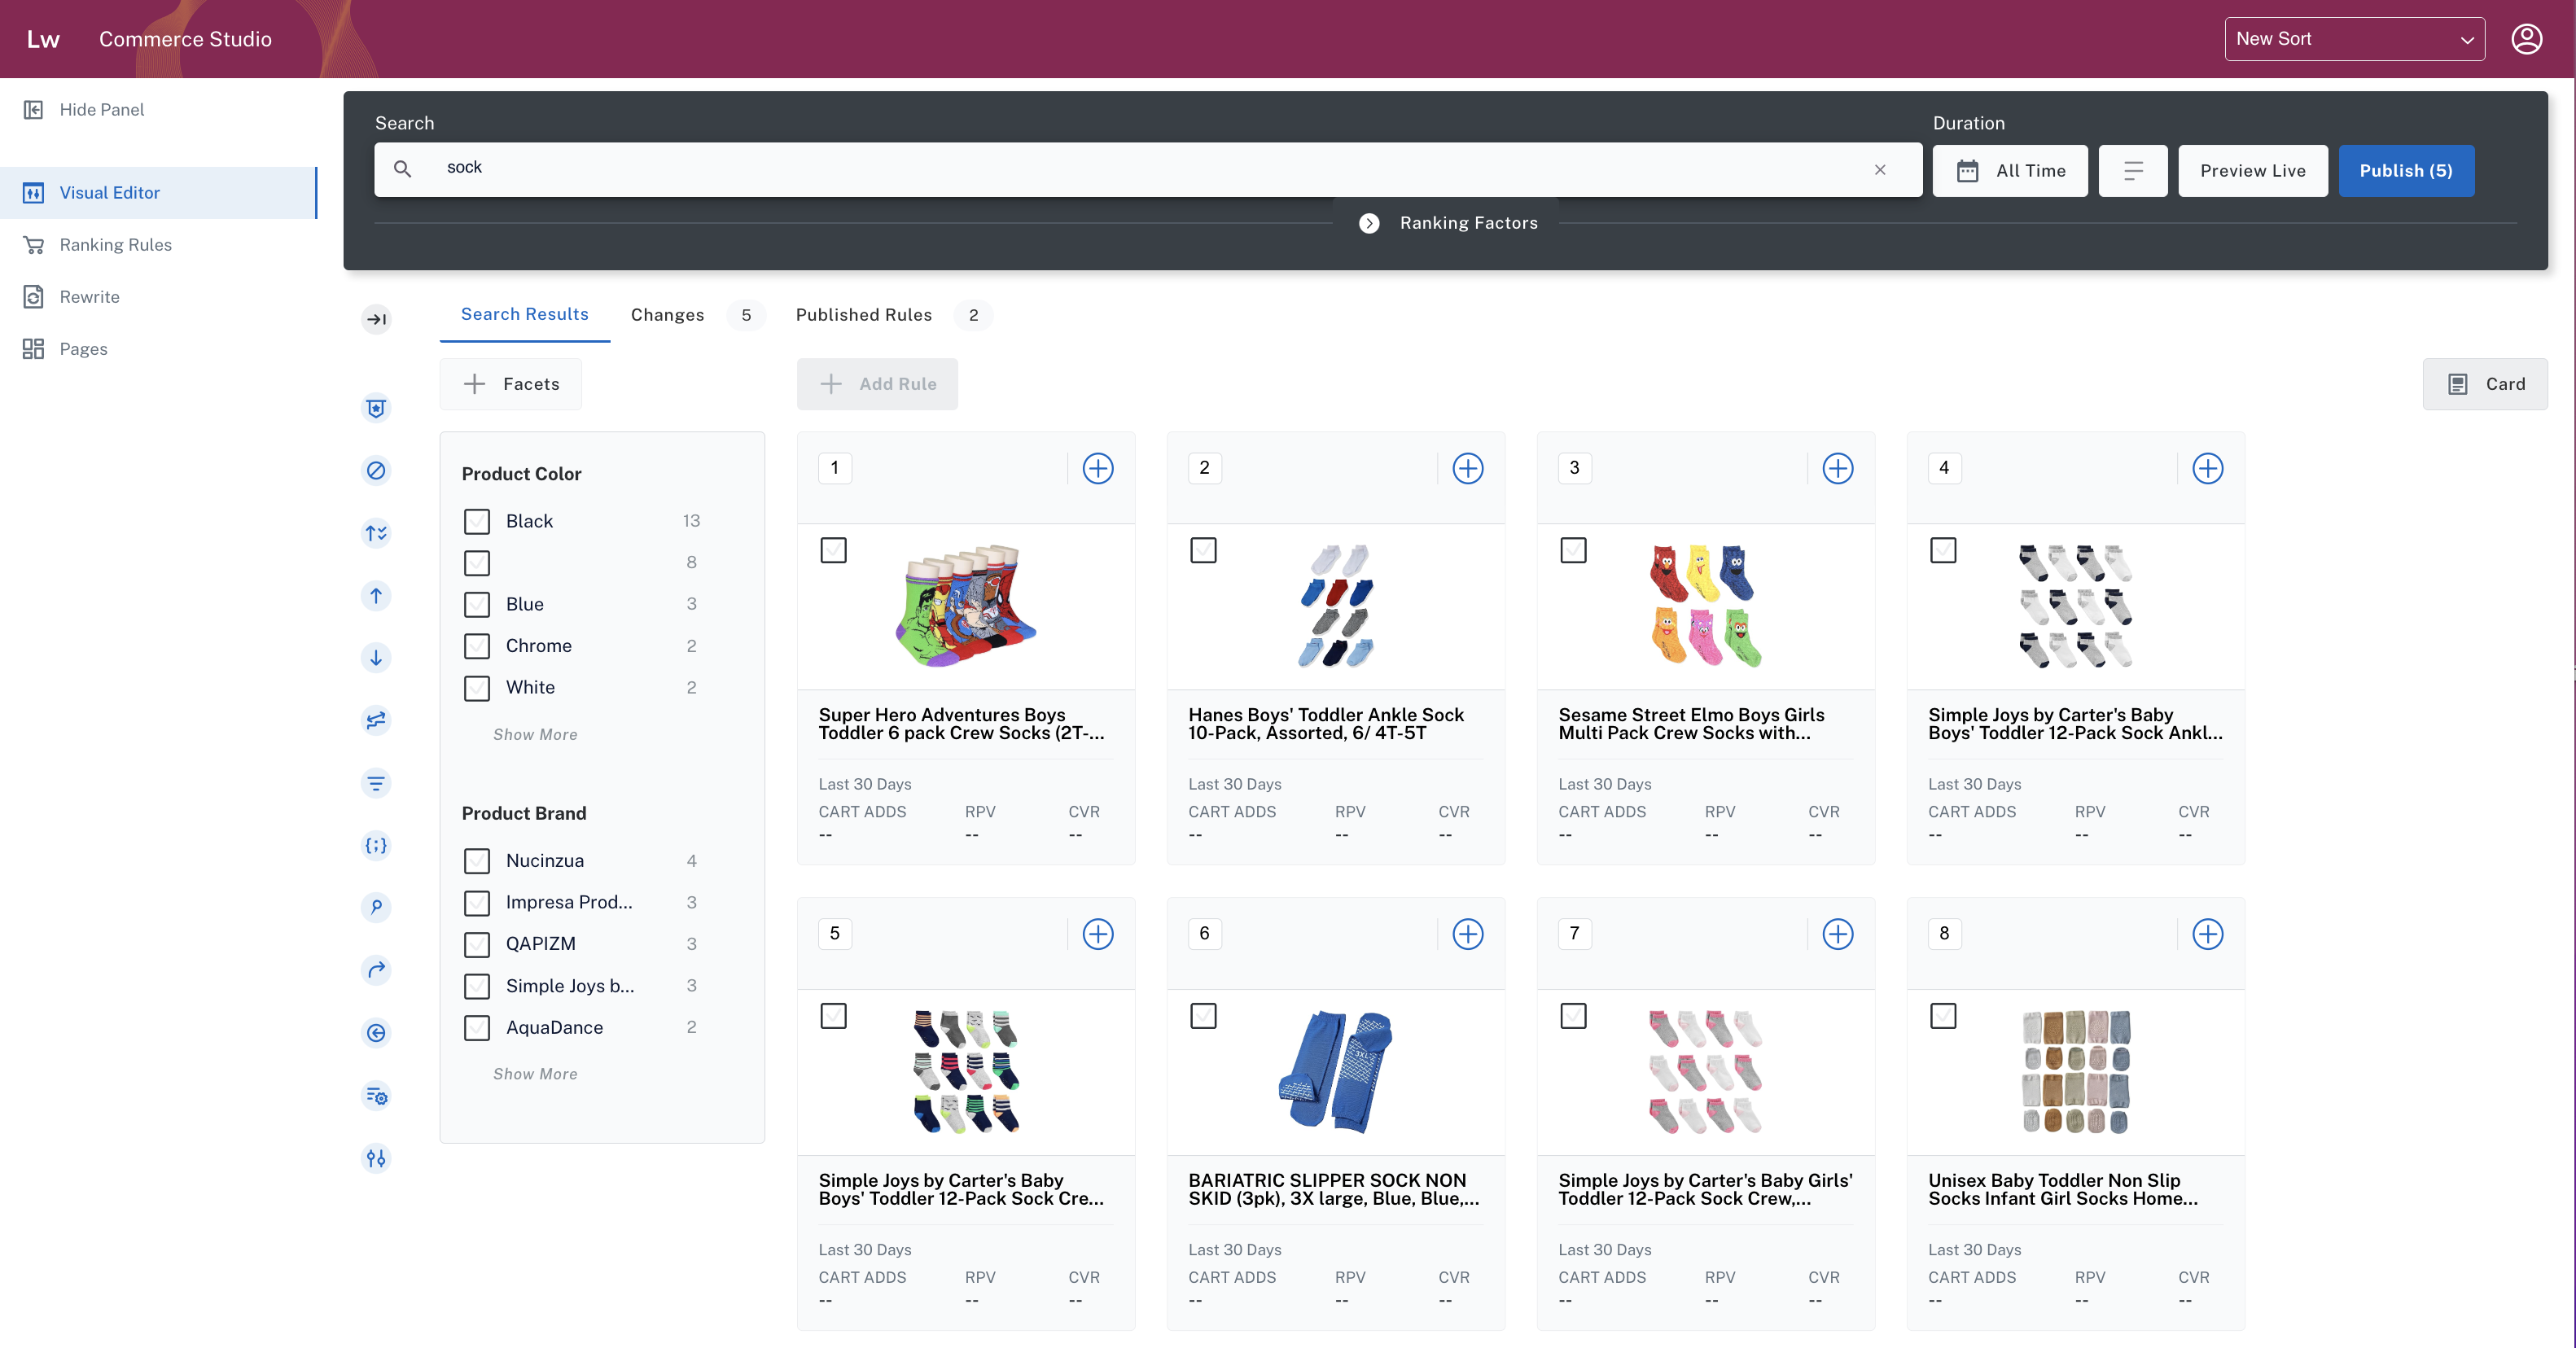 Lw
Commerce Studio
New Sort
Hide Panel
Visual Editor
Ranking Rules
Rewrite
Pages
Search
sock
Duration
All Time
Preview Live
Publish (5)
Ranking Factors
Search Results
Changes 5
Published Rules 2
Facets
Add Rule
Card
Product Color
Black 13
8
Blue 3
Chrome 2
White 2
Show More
Product Brand
Nucinzua 4
Impresa Prod... 3
QAPIZM 3
Simple Joys b... 3
AquaDance 2
Show More
1
Super Hero Adventures Boys
Toddler 6 pack Crew Socks (2T-...
Last 30 Days
CART ADDS RPV CVR
-- -- --
2
Hanes Boys' Toddler Ankle Sock
10-Pack, Assorted, 6/ 4T-5T
Last 30 Days
CART ADDS RPV CVR
-- -- --
3
Sesame Street Elmo Boys Girls
Multi Pack Crew Socks with...
Last 30 Days
CART ADDS RPV CVR
-- -- --
4
Simple Joys by Carter's Baby
Boys' Toddler 12-Pack Sock Ankl...
Last 30 Days
CART ADDS RPV CVR
-- -- --
5
Simple Joys by Carter's Baby
Boys' Toddler 12-Pack Sock Cre...
Last 30 Days
CART ADDS RPV CVR
-- -- --
6
3XL
BARIATRIC SLIPPER SOCK NON
SKID (3pk), 3X large, Blue, Blue,...
Last 30 Days
CART ADDS RPV CVR
-- -- --
7
Simple Joys by Carter's Baby Girls'
Toddler 12-Pack Sock Crew,...
Last 30 Days
CART ADDS RPV CVR
-- -- --
8
Unisex Baby Toddler Non Slip
Socks Infant Girl Socks Home...
Last 30 Days
CART ADDS RPV CVR
-- -- --